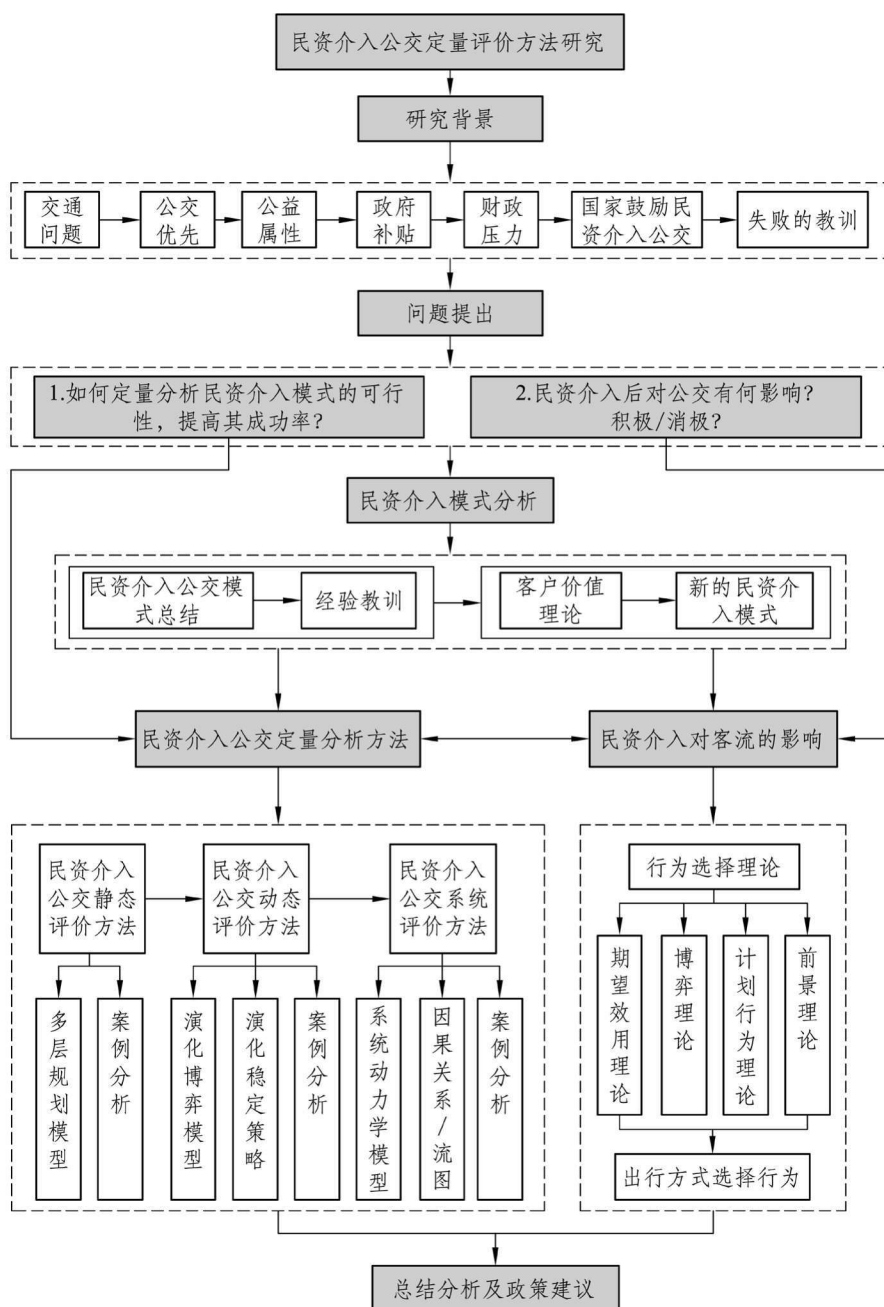 民资介入公交定量评价方法研究
研究背景
交通
问题
公交
优先
公益
属性
政府
补贴
财政
压力
国家鼓励民
资介入公交
失败的教训
问题提出
1.如何定量分析民资介入模式的可行
性，提高其成功率？
2.民资介入后对公交有何影响？
积极/消极？
民资介入模式分析
民资介入公交模
式总结
经验教训
客户价值
理论
新的民资介
入模式
民资介入公交定量分析方法
民资介入对客流的影响
民资介入
公交静态
评价方法
民资介入
公交动态
评价方法
民资介入
公交系统
评价方法
多层规划模型
案例分析
演化博弈模型
演化稳定策略
案例分析
系统动力学模型
因果关系/流图
案例分析
行为选择理论
期望效用理论
博弈理论
计划行为理论
前景理论
出行方式选择行为
总结分析及政策建议